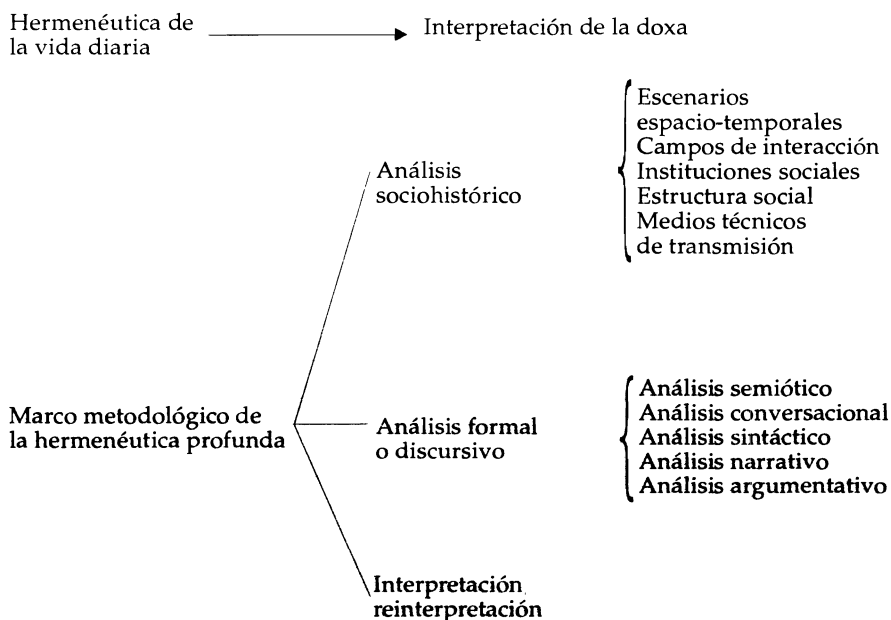 Hermenéutica de
la vida diaria
Interpretación de la doxa
Análisis
sociohistórico
Escenarios
espacio-temporales
Campos de interacción
Instituciones sociales
Estructura social
Medios técnicos
de transmisión
Marco metodológico de
la hermenéutica profunda
Análisis formal
o discursivo
Análisis semiótico
Análisis conversacional
Análisis sintáctico
Análisis narrativo
Análisis argumentativo
Interpretación
reinterpretación